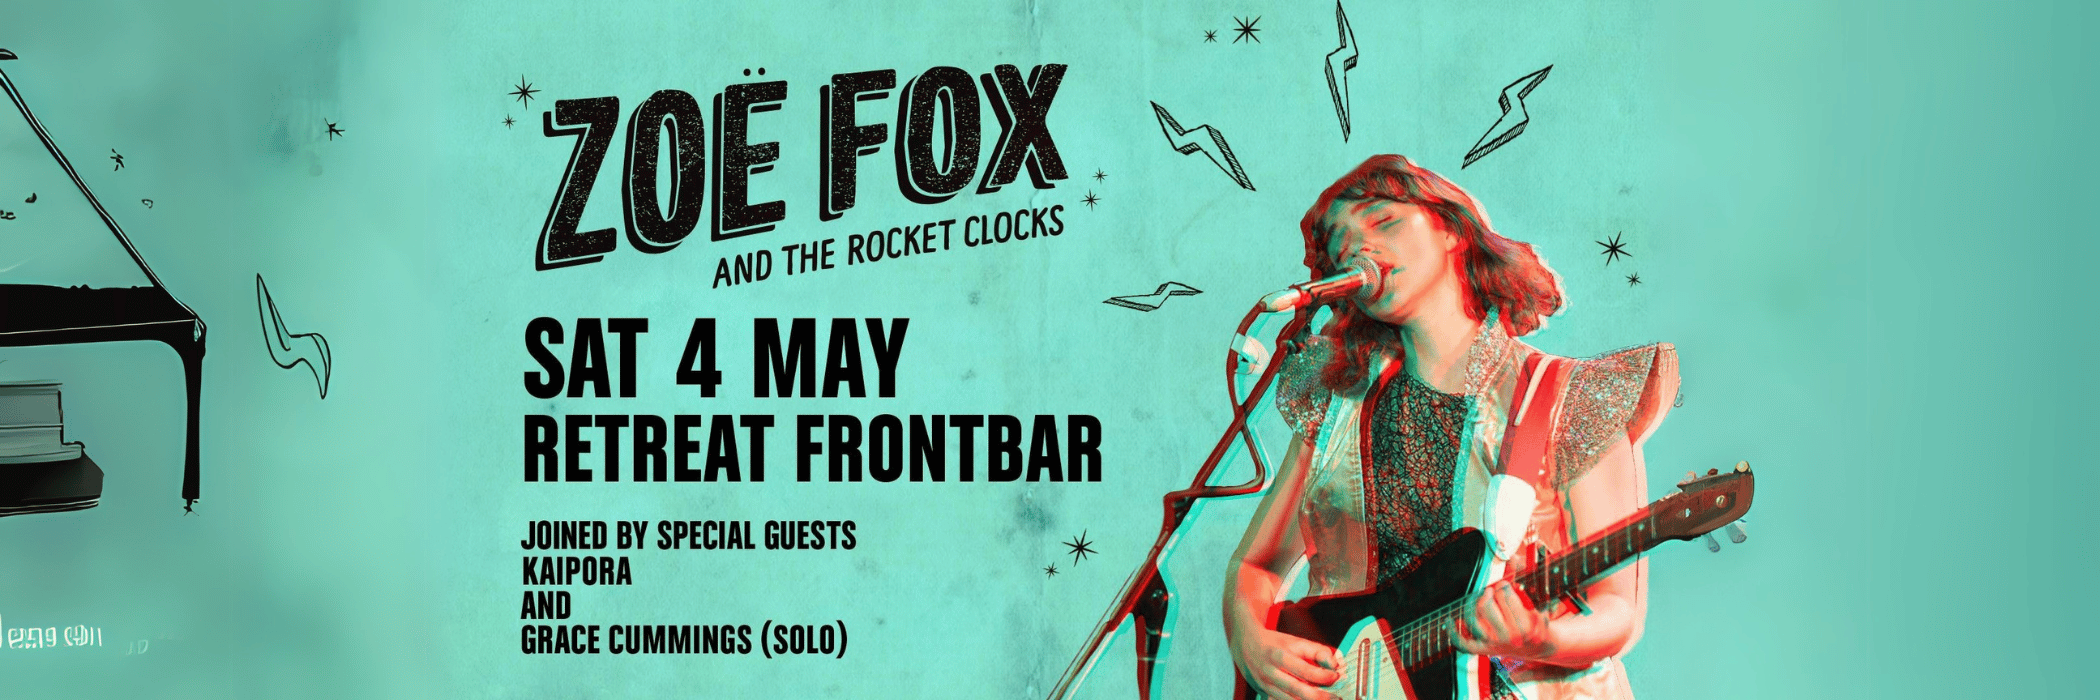 ZOË FOX
AND THE ROCKET CLOCKS
SAT 4 MAY
RETREAT FRONTBAR
JOINED BY SPECIAL GUESTS
KAIPORA
AND
GRACE CUMMINGS (SOLO)